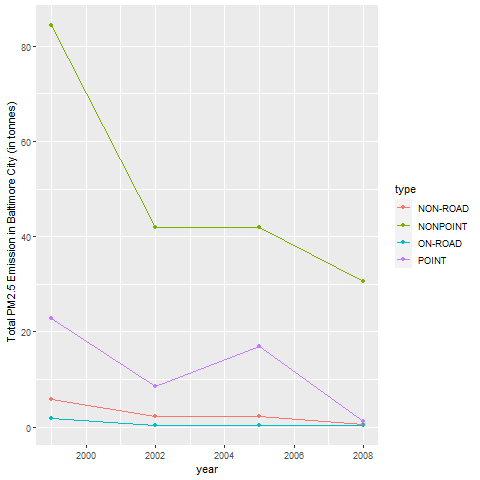 Total PM2.5 Emission in Baltimore City (in tonnes)
80
60
40
20
0
2000
2002
2004
2006
2008
year
type
NON-ROAD
NONPOINT
ON-ROAD
POINT